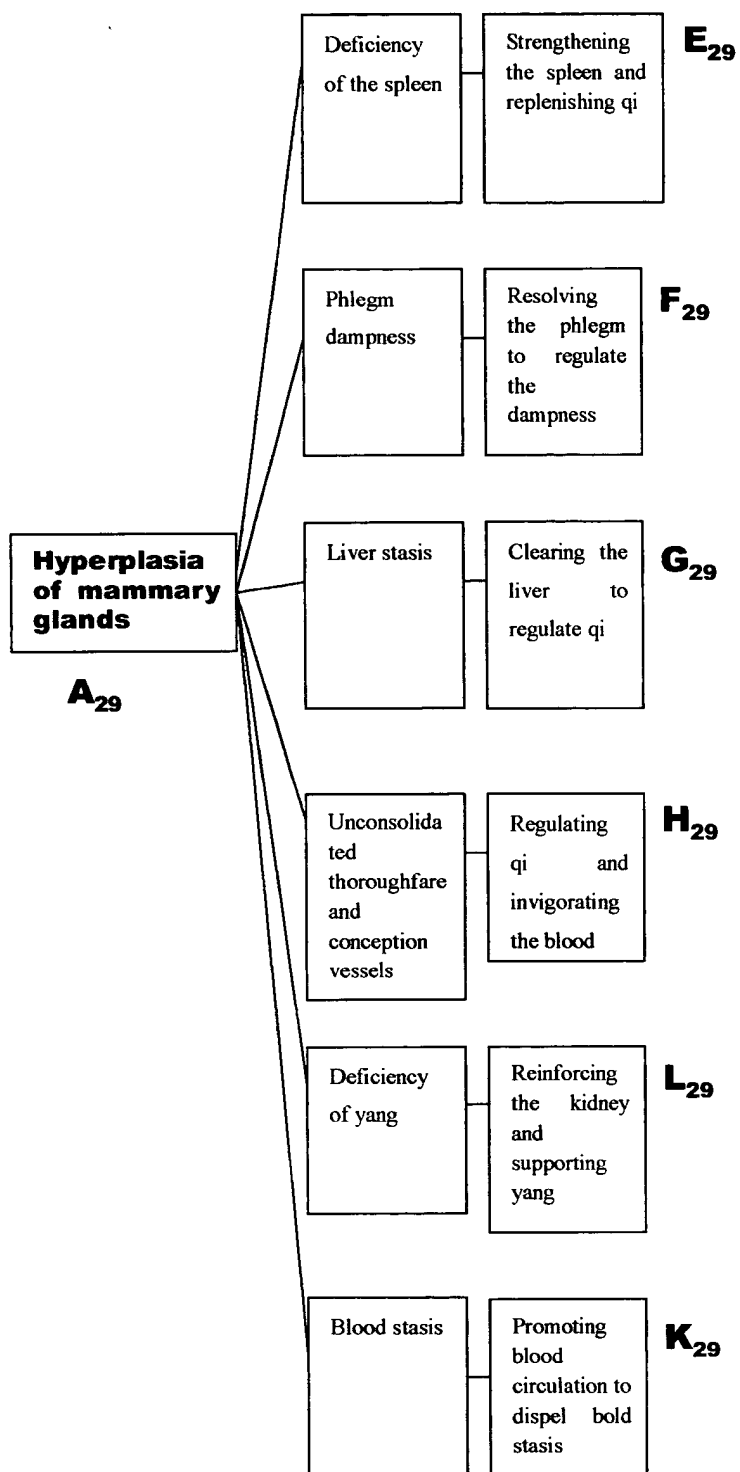 Deficiency
of the spleen
Strengthening
the spleen and
replenishing qi
E29
Phlegm
dampness
Resolving
the phlegm
to regulate
the
dampness
F29
Hyperplasia
of mammary
glands
A29
Liver stasis
Clearing the
liver to
regulate qi
G29
Unconsolida
ted
thoroughfare
and
conception
vessels
Regulating
qi and
invigorating
the blood
H29
Deficiency
of yang
Reinforcing
the kidney
and
supporting
yang
L29
Blood stasis
Promoting
blood
circulation to
dispel bold
stasis
K29